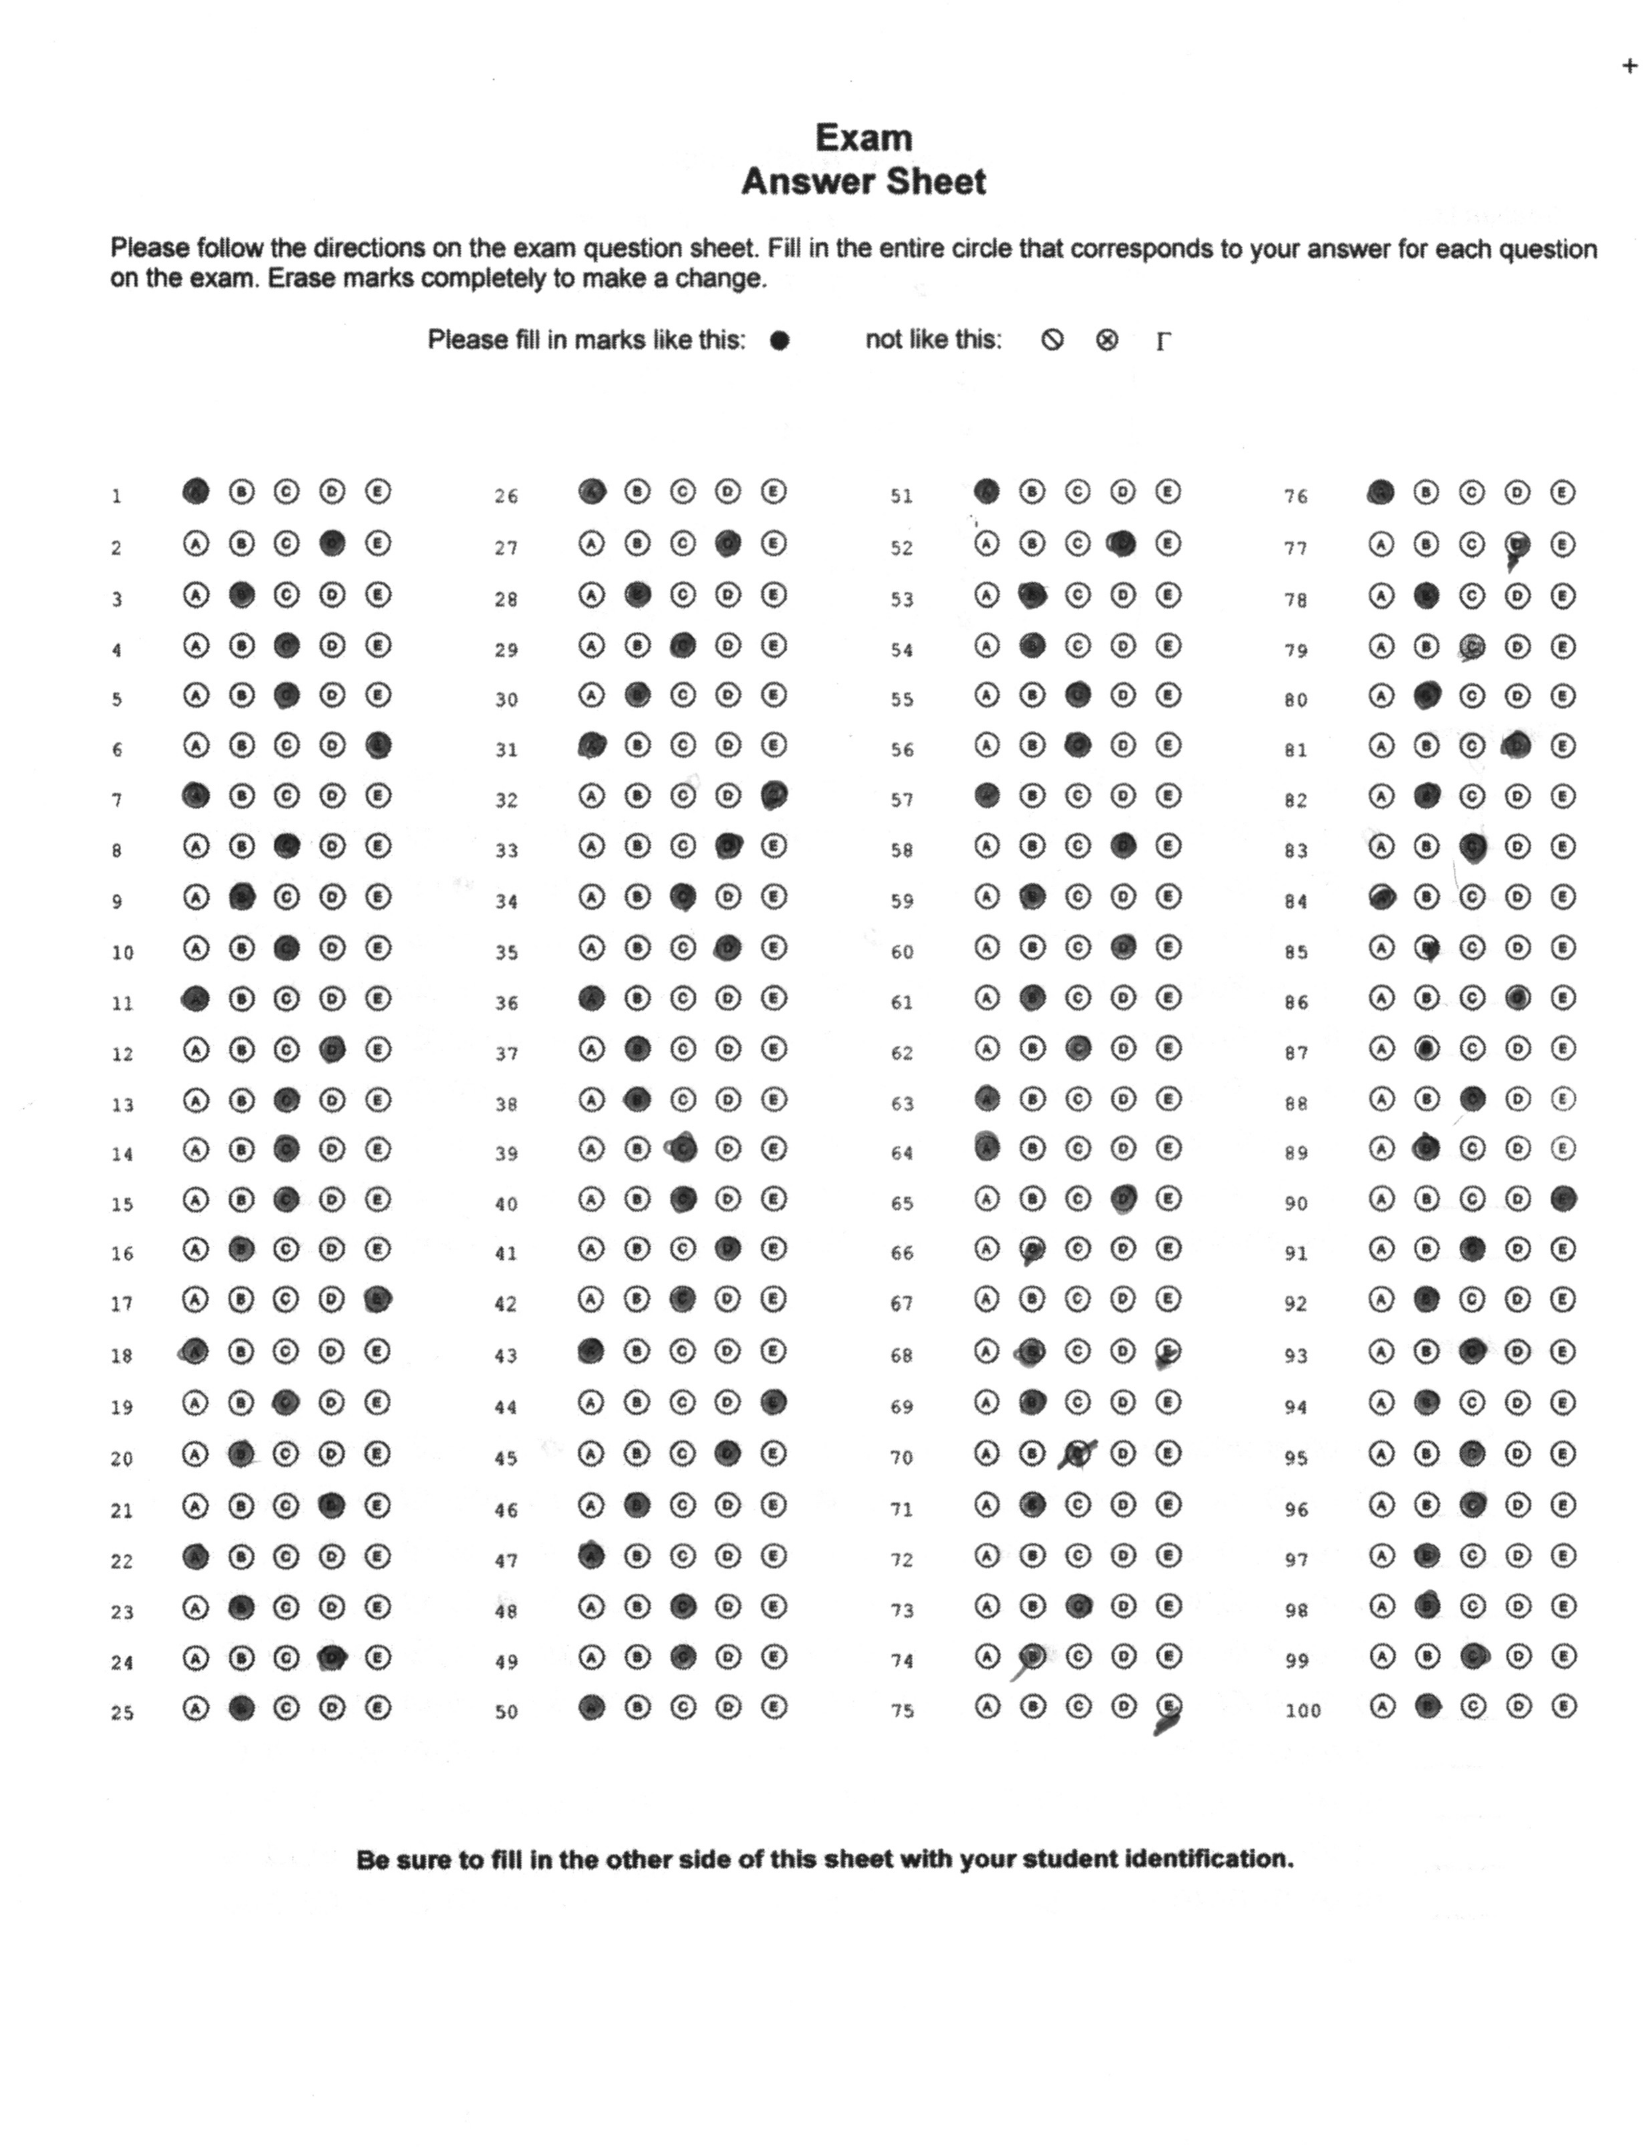 +
Exam
Answer Sheet
Please follow the directions on the exam question sheet. Fill in the entire circle that corresponds to your answer for each question
on the exam. Erase marks completely to make a change.
Please fill in marks like this: ● not like this: ⦸ ⊗ Γ
1 A B C D E 26 A B C D E 51 A B C D E 76 A B C D E
2 A B C D E 27 A B C D E 52 A B C D E 77 A B C D E
3 A B C D E 28 A B C D E 53 A B C D E 78 A B C D E
4 A B C D E 29 A B C D E 54 A B C D E 79 A B C D E
5 A B C D E 30 A B C D E 55 A B C D E 80 A B C D E
6 A B C D E 31 A B C D E 56 A B C D E 81 A B C D E
7 A B C D E 32 A B C D E 57 A B C D E 82 A B C D E
8 A B C D E 33 A B C D E 58 A B C D E 83 A B C D E
9 A B C D E 34 A B C D E 59 A B C D E 84 A B C D E
10 A B C D E 35 A B C D E 60 A B C D E 85 A B C D E
11 A B C D E 36 A B C D E 61 A B C D E 86 A B C D E
12 A B C D E 37 A B C D E 62 A B C D E 87 A B C D E
13 A B C D E 38 A B C D E 63 A B C D E 88 A B C D E
14 A B C D E 39 A B C D E 64 A B C D E 89 A B C D E
15 A B C D E 40 A B C D E 65 A B C D E 90 A B C D E
16 A B C D E 41 A B C D E 66 A B C D E 91 A B C D E
17 A B C D E 42 A B C D E 67 A B C D E 92 A B C D E
18 A B C D E 43 A B C D E 68 A B C D E 93 A B C D E
19 A B C D E 44 A B C D E 69 A B C D E 94 A B C D E
20 A B C D E 45 A B C D E 70 A B C D E 95 A B C D E
21 A B C D E 46 A B C D E 71 A B C D E 96 A B C D E
22 A B C D E 47 A B C D E 72 A B C D E 97 A B C D E
23 A B C D E 48 A B C D E 73 A B C D E 98 A B C D E
24 A B C D E 49 A B C D E 74 A B C D E 99 A B C D E
25 A B C D E 50 A B C D E 75 A B C D E 100 A B C D E
Be sure to fill in the other side of this sheet with your student identification.